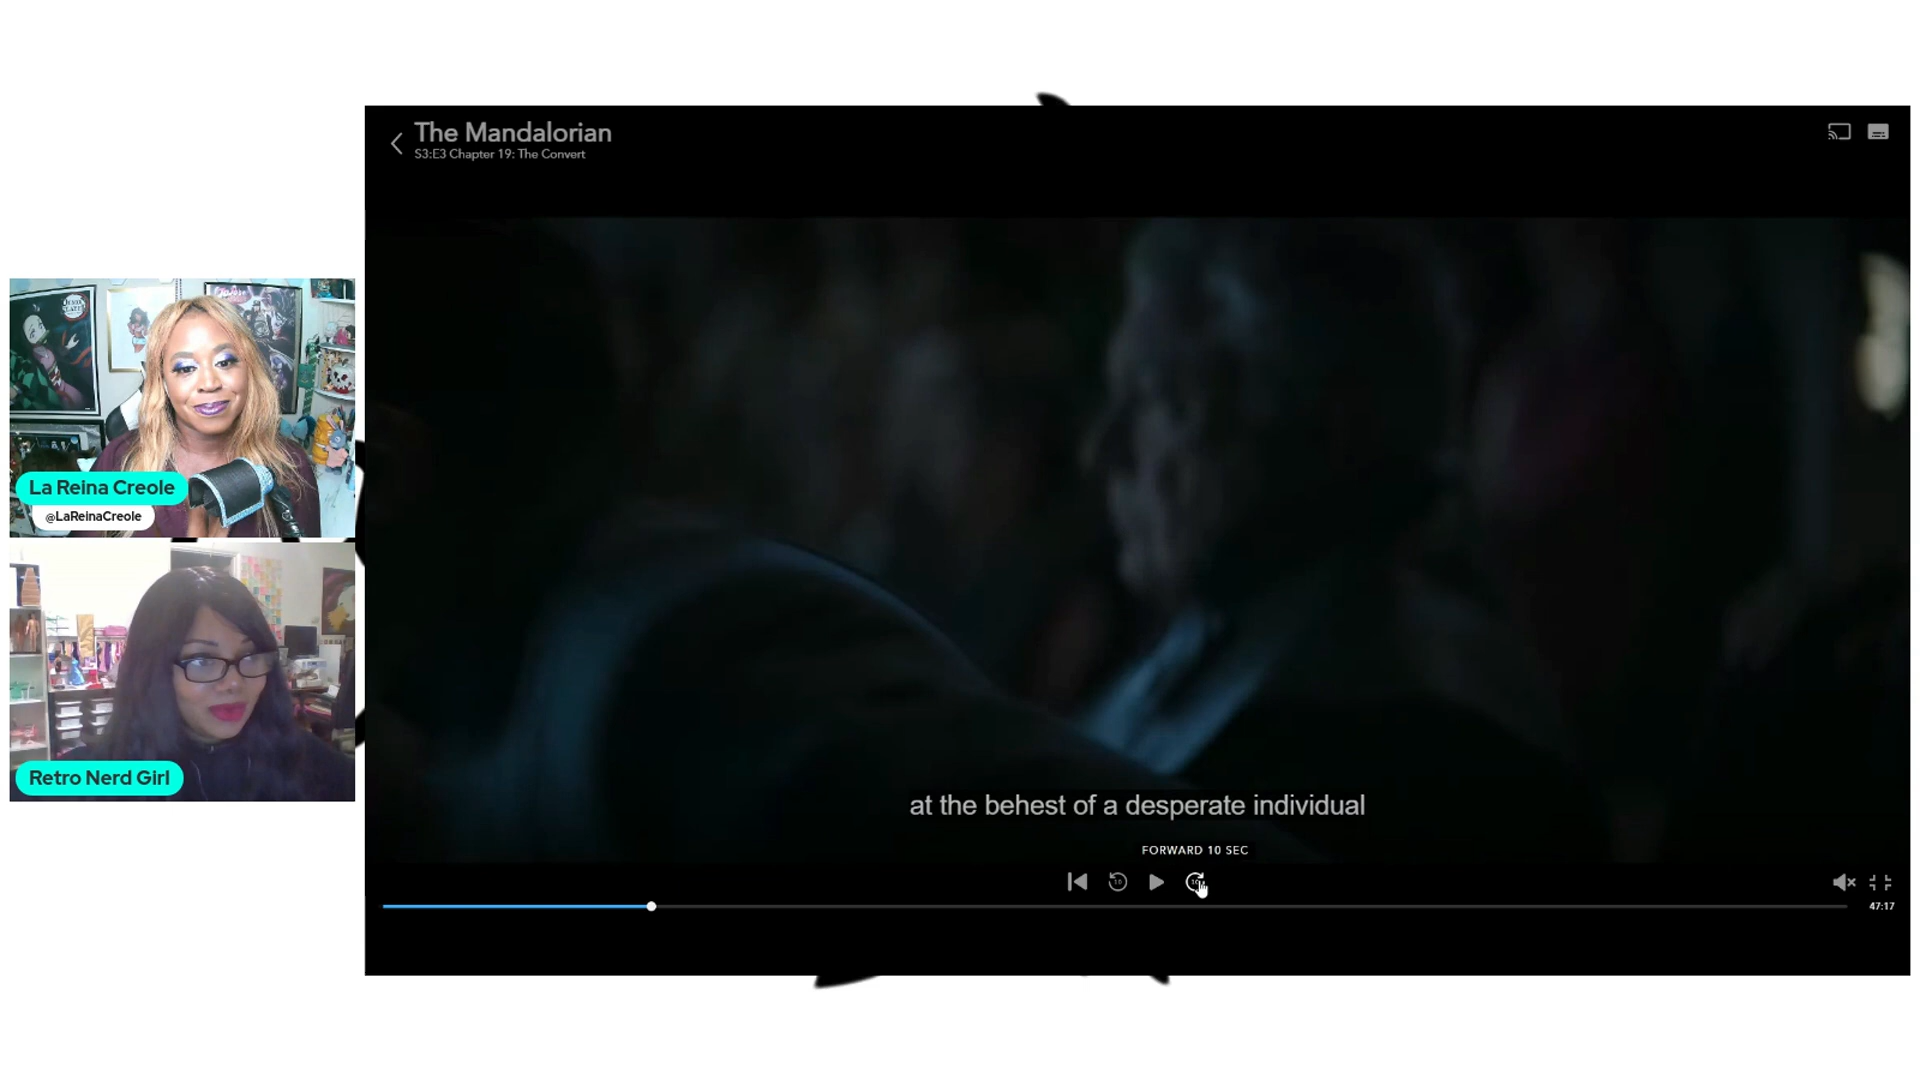 The Mandalorian
S3:E3 Chapter 19: The Convert
La Reina Creole
@LaReinaCreole
Retro Nerd Girl
at the behest of a desperate individual
FORWARD 10 SEC
10
47:17